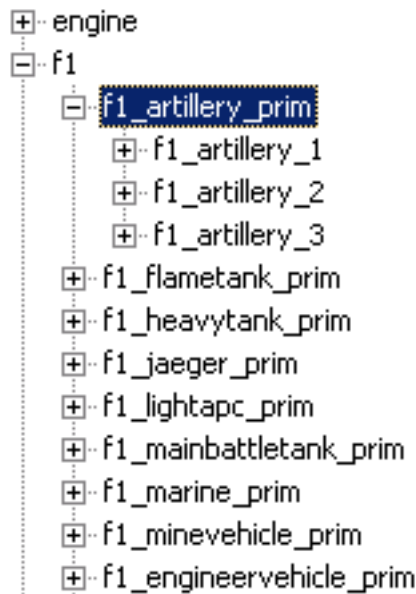 engine
f1
f1_artillery_prim
f1_artillery_1
f1_artillery_2
f1_artillery_3
f1_flametank_prim
f1_heavytank_prim
f1_jaeger_prim
f1_lightapc_prim
f1_mainbattletank_prim
f1_marine_prim
f1_minevehicle_prim
f1_engineervehicle_prim